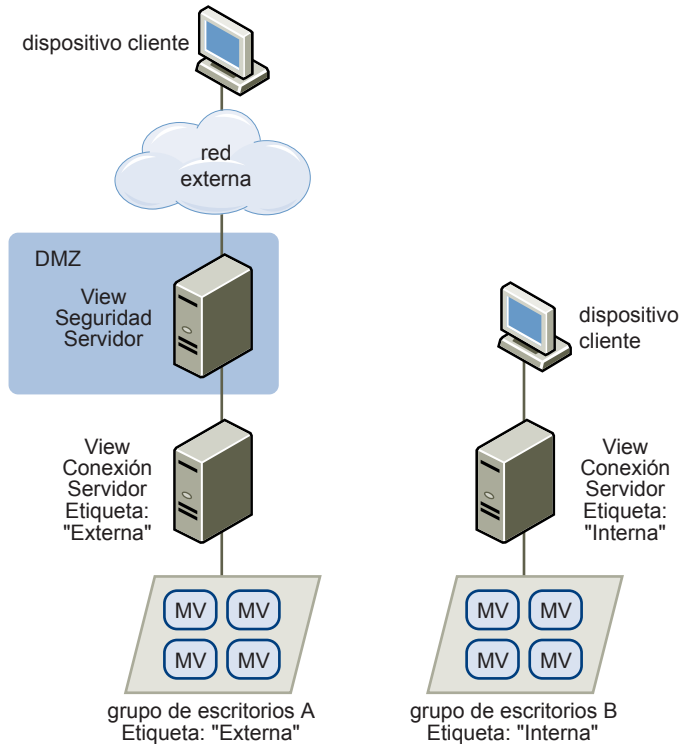 dispositivo cliente
red
externa
DMZ
View
Seguridad
Servidor
View
Conexión
Servidor
Etiqueta:
"Externa"
MV MV
MV MV
grupo de escritorios A
Etiqueta: "Externa"
dispositivo
cliente
View
Conexión
Servidor
Etiqueta:
"Interna"
MV MV
MV MV
grupo de escritorios B
Etiqueta: "Interna"